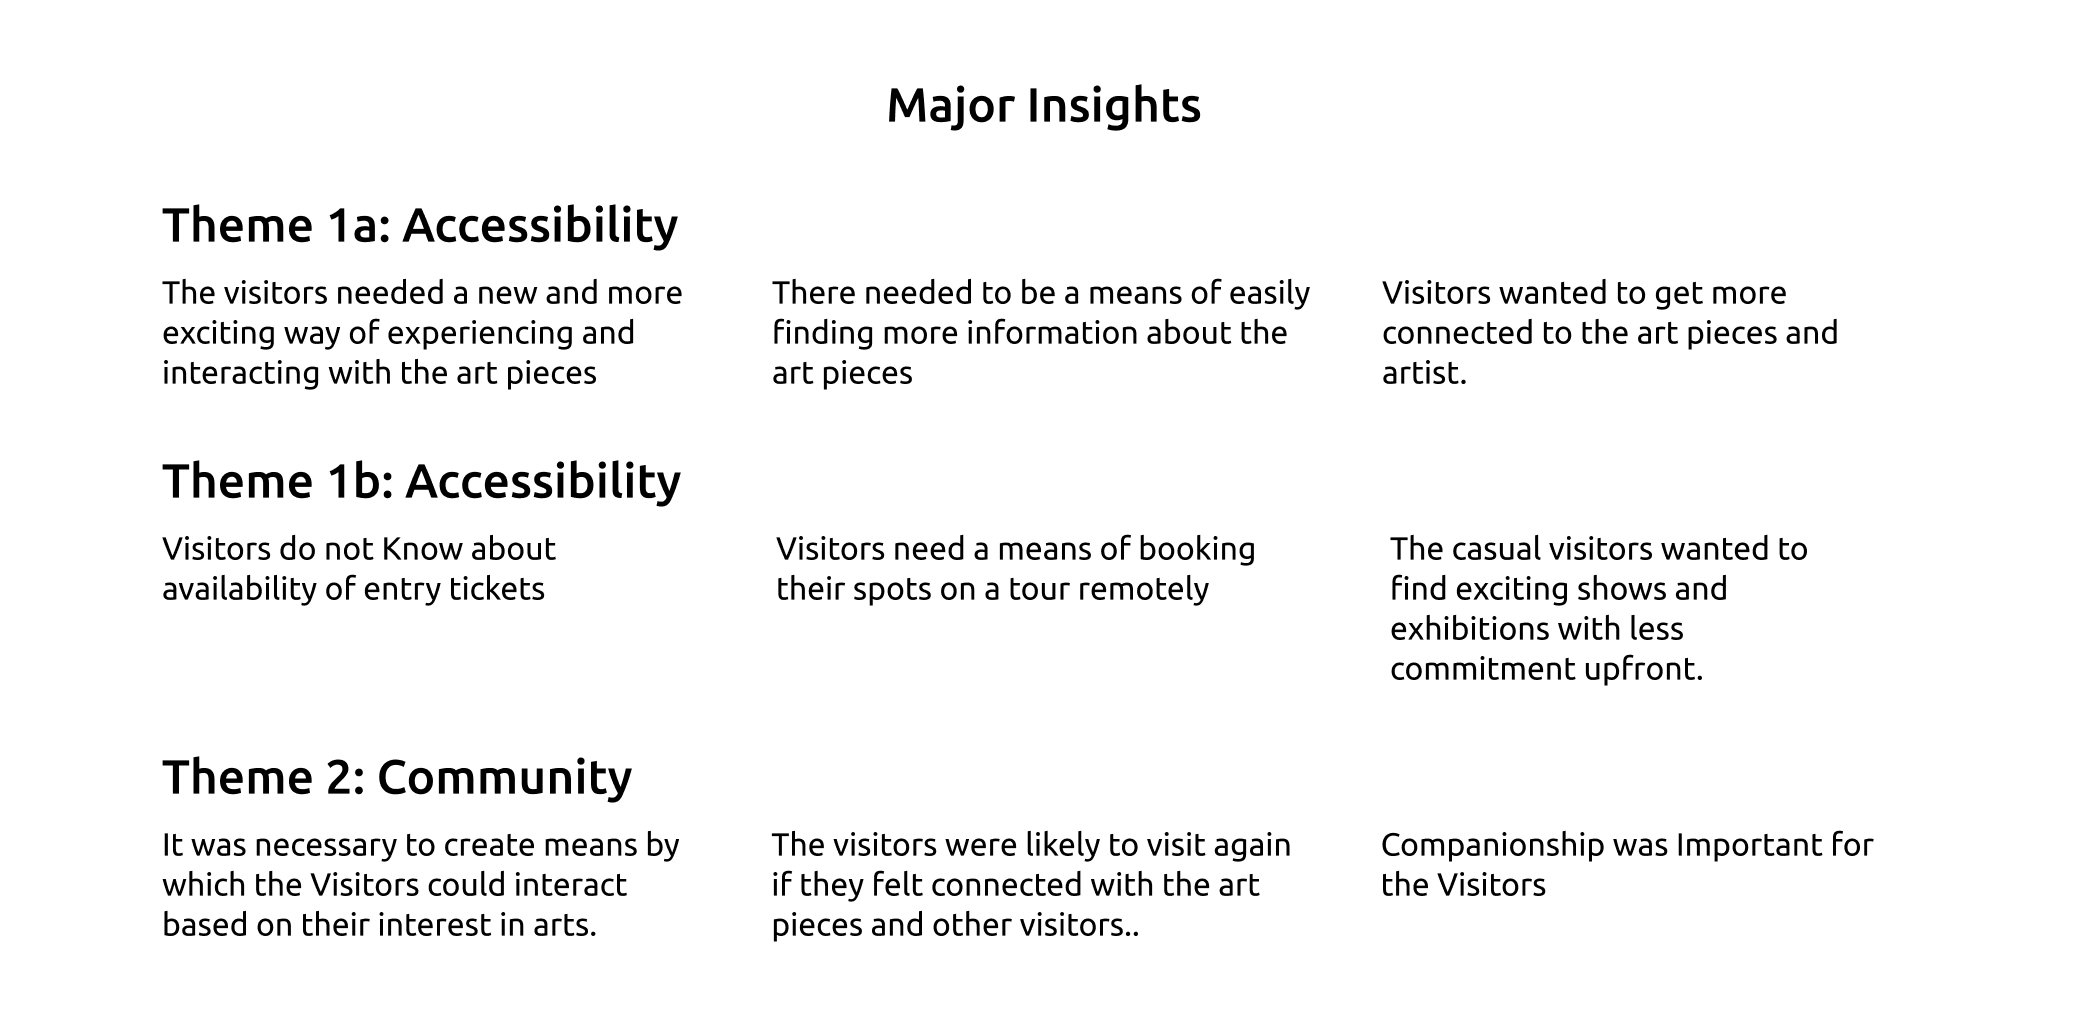 Major Insights
Theme 1a: Accessibility
The visitors needed a new and more
exciting way of experiencing and
interacting with the art pieces
There needed to be a means of easily
finding more information about the
art pieces
Visitors wanted to get more
connected to the art pieces and
artist.
Theme 1b: Accessibility
Visitors do not Know about
availability of entry tickets
Visitors need a means of booking
their spots on a tour remotely
The casual visitors wanted to
find exciting shows and
exhibitions with less
commitment upfront.
Theme 2: Community
It was necessary to create means by
which the Visitors could interact
based on their interest in arts.
The visitors were likely to visit again
if they felt connected with the art
pieces and other visitors..
Companionship was Important for
the Visitors